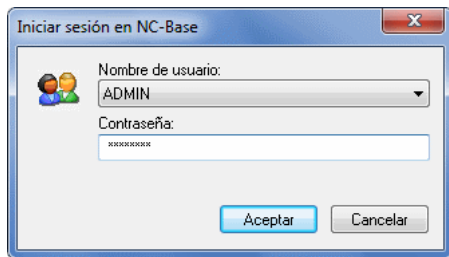 Iniciar sesión en NC-Base
Nombre de usuario:
ADMIN
Contraseña:
********
Aceptar
Cancelar